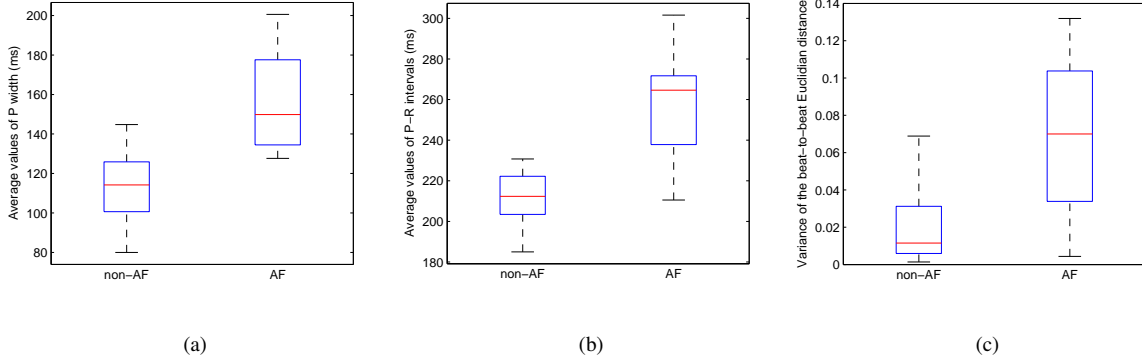 Average values of P width (ms)
200
180
160
140
120
100
80
non−AF
AF
(a)
Average values of P−R intervals (ms)
300
280
260
240
220
200
180
non−AF
AF
(b)
Variance of the beat−to−beat Euclidian distance
0.14
0.12
0.1
0.08
0.06
0.04
0.02
0
non−AF
AF
(c)